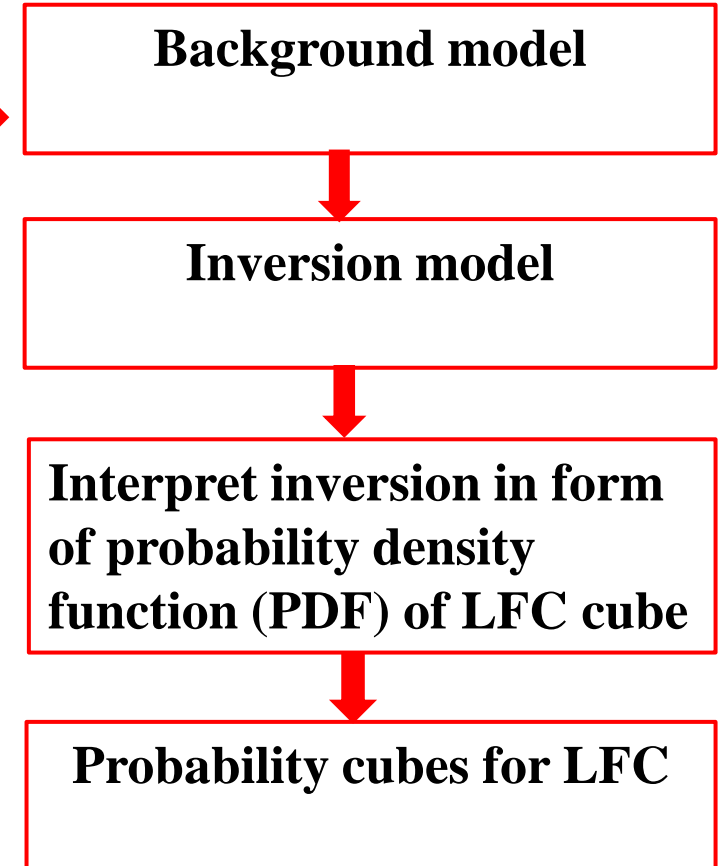 Background model
Inversion model
Interpret inversion in form
of probability density
function (PDF) of LFC cube
Probability cubes for LFC